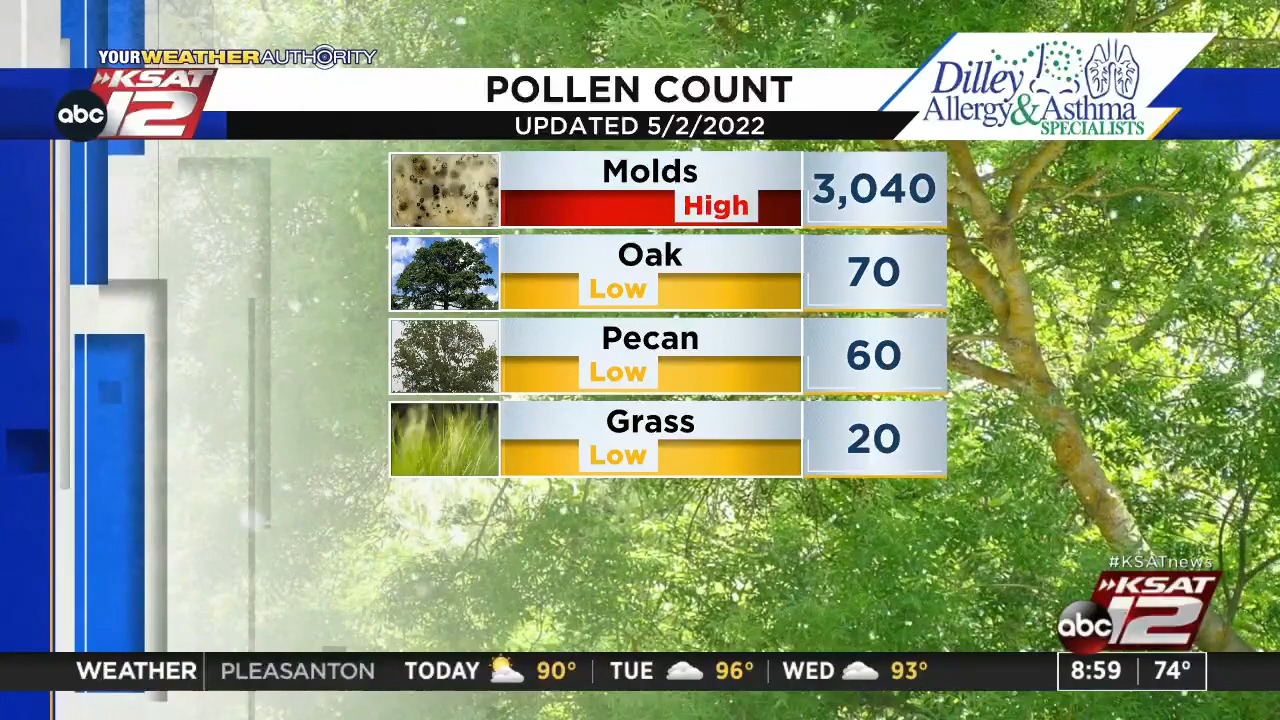 YOURWEATHERAUTHORITY
KSAT
abc 12
POLLEN COUNT
UPDATED 5/2/2022
Dilley
Allergy&Asthma
SPECIALISTS
Molds
High
3,040
Oak
Low
70
Pecan
Low
60
Grass
Low
20
#KSATnews
KSAT
abc 12
WEATHER PLEASANTON TODAY 90° TUE 96° WED 93° 8:59 74°